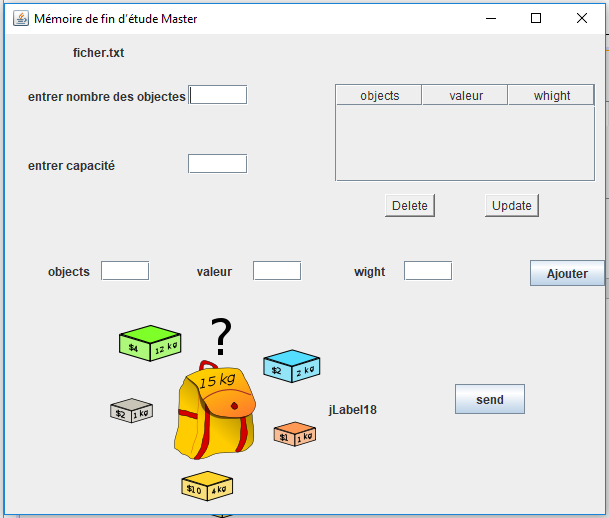 Mémoire de fin d'étude Master
ficher.txt
entrer nombre des objectes
objects valeur whight
entrer capacité
Delete Update
objects valeur wight Ajouter
?
$4 12 kg
15 kg
$2 2 kg
$2 1 kg
jLabel18
send
$1 1 kg
$10 4 kg